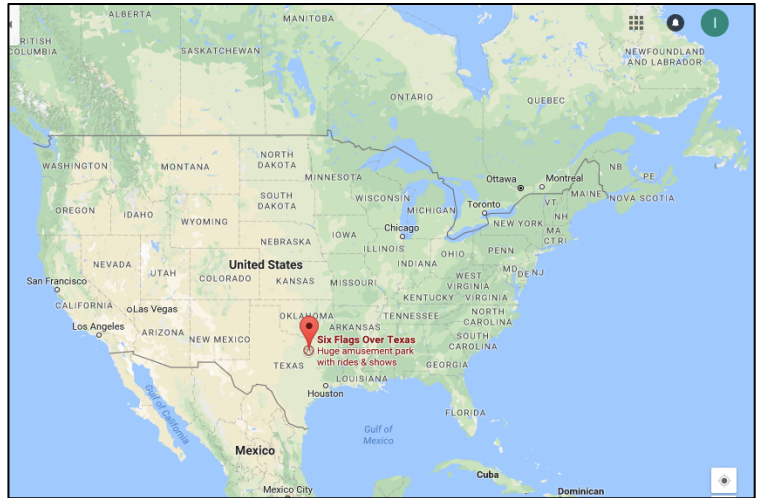 ALBERTA
MANITOBA
I
RITISH
OLUMBIA
SASKATCHEWAN
NEWFOUNDLAND
AND LABRADOR
ONTARIO
QUEBEC
WASHINGTON
MONTANA
NORTH
DAKOTA
MINNESOTA
Ottawa
Montreal
NB
PE
MAINE
NOVA SCOTIA
OREGON
IDAHO
SOUTH
DAKOTA
WISCONSIN
MICHIGAN
Toronto
VT
NH
WYOMING
NEW YORK
MA
CT RI
IOWA
Chicago
NEBRASKA
ILLINOIS
INDIANA
OHIO
PENN
NEVADA
UTAH
United States
COLORADO
KANSAS
MISSOURI
WEST
VIRGINIA
MD
DE
NJ
San Francisco
KENTUCKY
VIRGINIA
CALIFORNIA
Las Vegas
OKLAHOMA
TENNESSEE
NORTH
CAROLINA
Los Angeles
ARIZONA
NEW MEXICO
ARKANSAS
Six Flags Over Texas
Huge amusement park
with rides & shows
SOUTH
CAROLINA
TEXAS
GEORGIA
LOUISIANA
Houston
Gulf of
California
FLORIDA
Gulf of
Mexico
Mexico
Cuba
Mexico City
Dominican